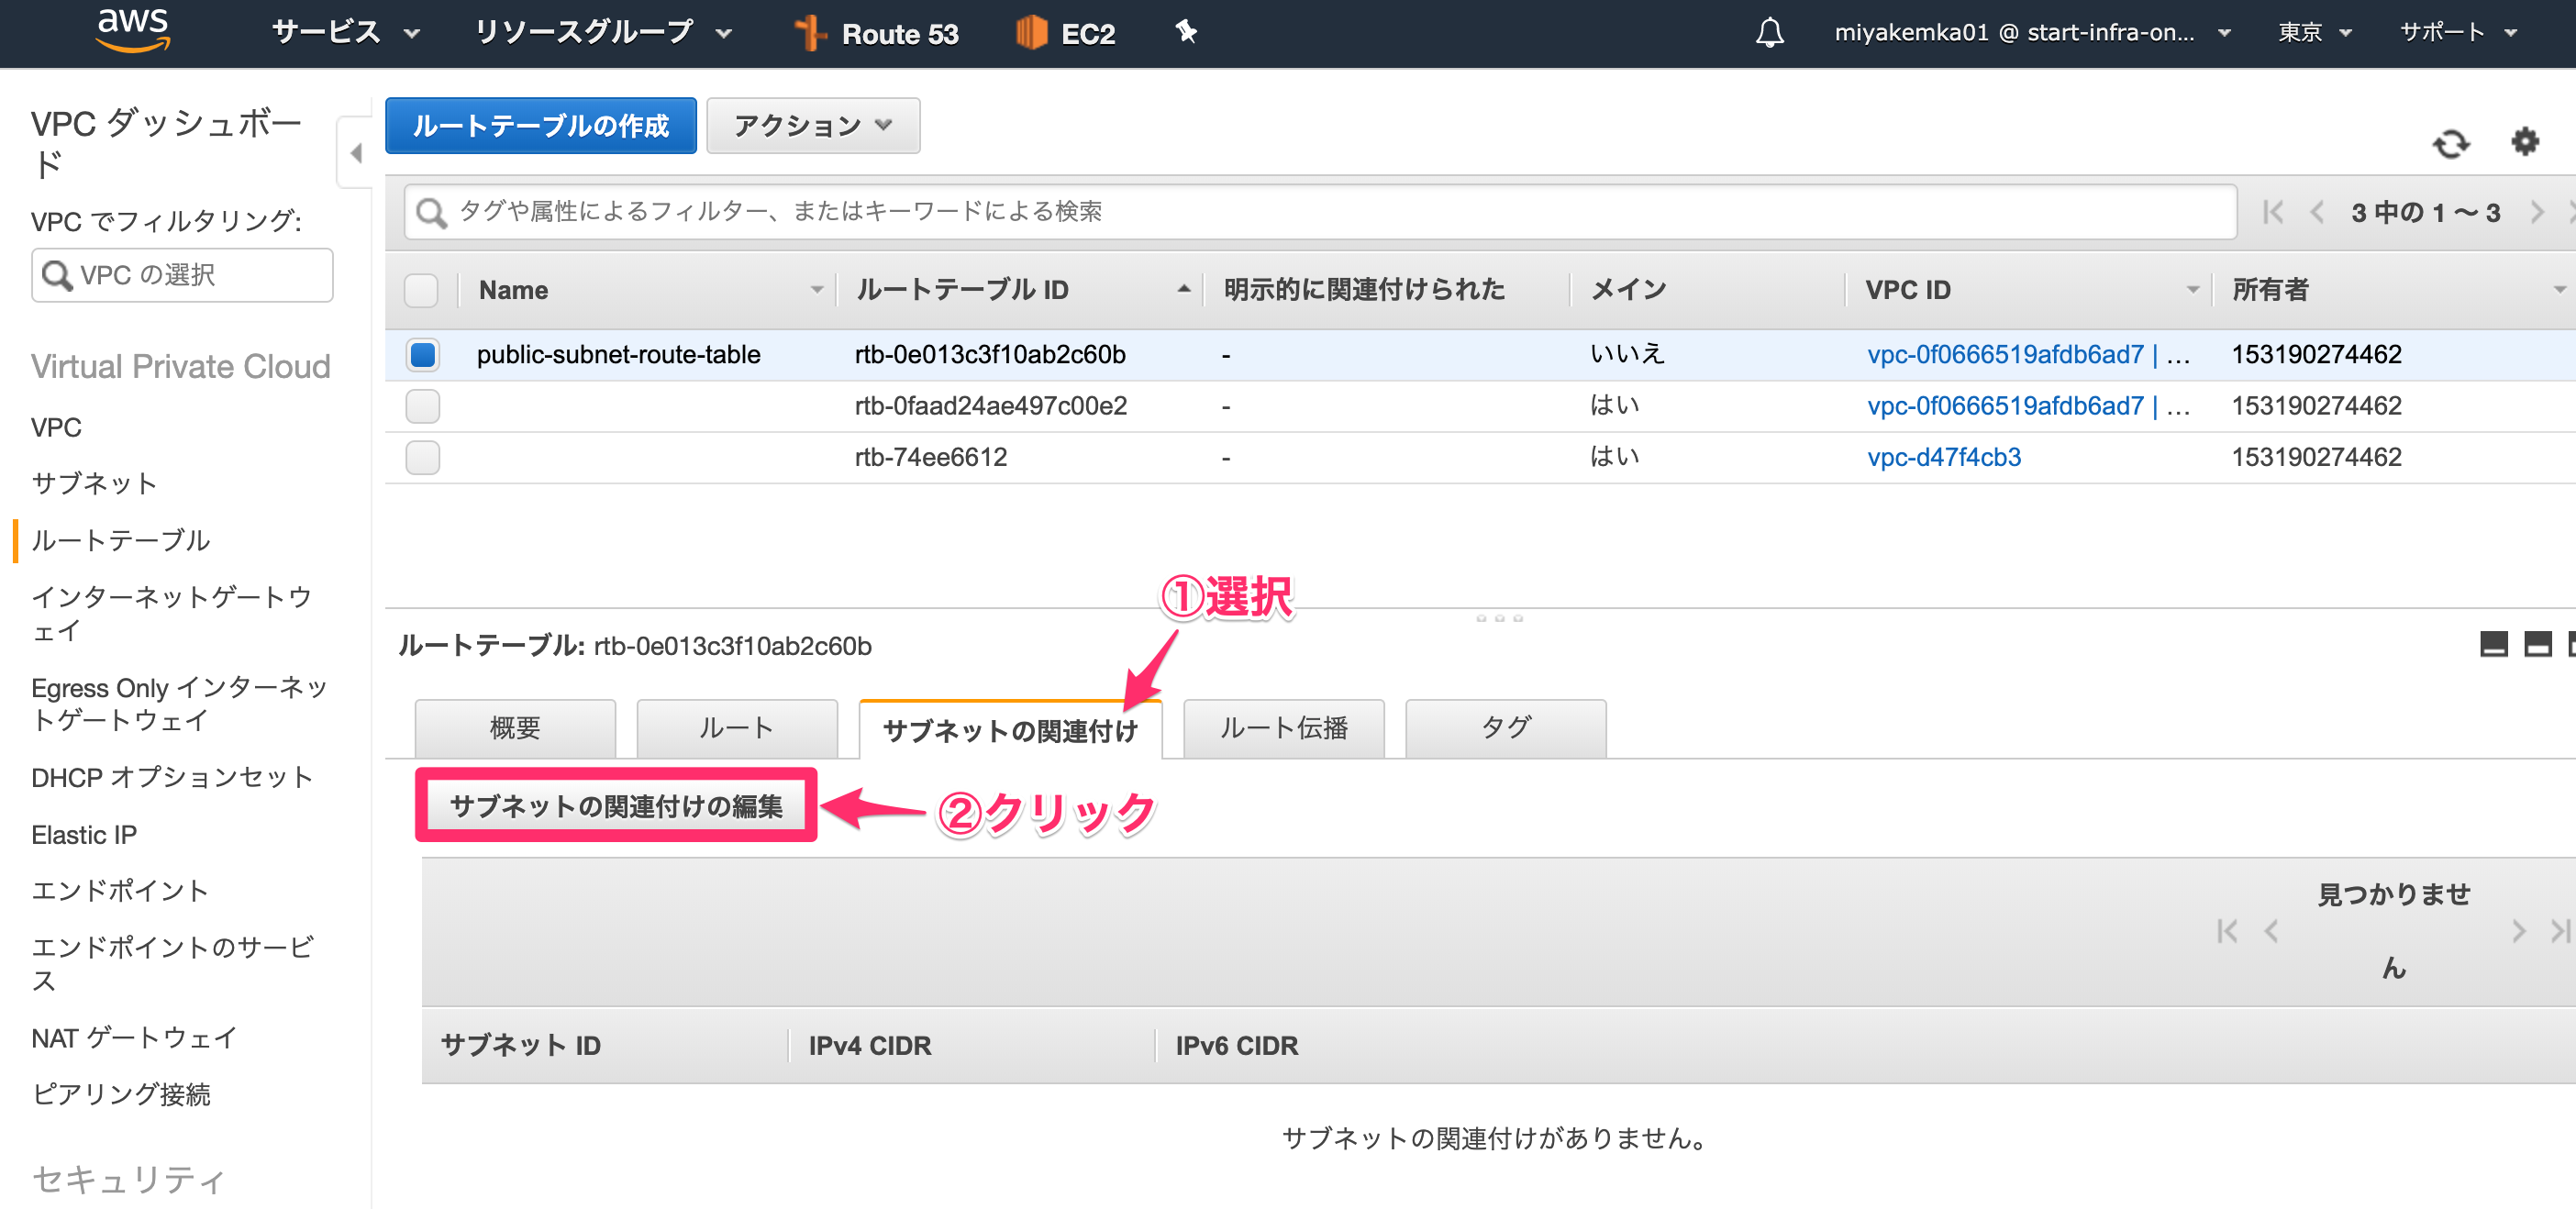 aws サービス リソースグループ Route 53 EC2 miyakemka01 @ start-infra-on... 東京 サポート
VPC ダッシュボー
ド
VPC でフィルタリング:
VPC の選択
Virtual Private Cloud
VPC
サブネット
ルートテーブル
インターネットゲートウ
ェイ
Egress Only インターネッ
トゲートウェイ
DHCP オプションセット
Elastic IP
エンドポイント
エンドポイントのサービ
ス
NAT ゲートウェイ
ピアリング接続
セキュリティ
ルートテーブルの作成 アクション
タグや属性によるフィルター、またはキーワードによる検索 3 中の 1 ～ 3
Name ルートテーブル ID 明示的に関連付けられた メイン VPC ID 所有者
public-subnet-route-table rtb-0e013c3f10ab2c60b - いいえ vpc-0f0666519afdb6ad7 | ... 153190274462
rtb-0faad24ae497c00e2 - はい vpc-0f0666519afdb6ad7 | ... 153190274462
rtb-74ee6612 - はい vpc-d47f4cb3 153190274462
①選択
ルートテーブル: rtb-0e013c3f10ab2c60b
概要 ルート サブネットの関連付け ルート伝播 タグ
サブネットの関連付けの編集 ②クリック
見つかりませ
ん
サブネット ID IPv4 CIDR IPv6 CIDR
サブネットの関連付けがありません。